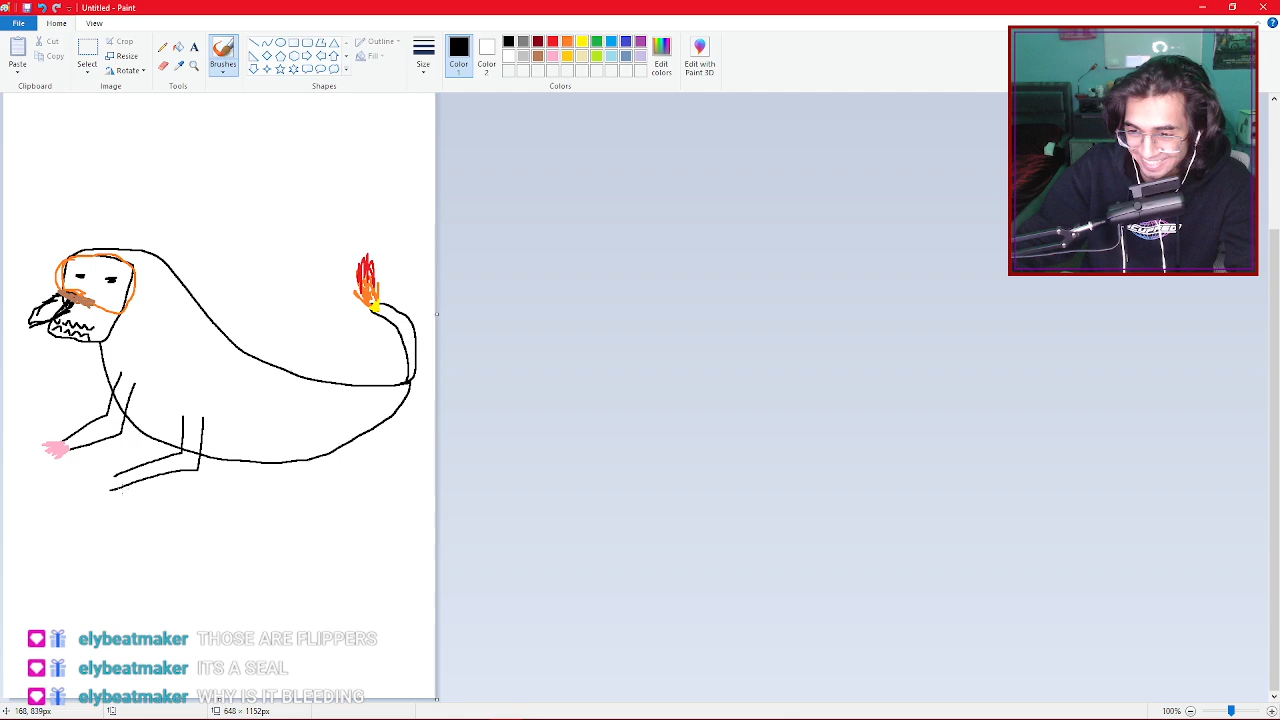 Untitled - Paint
File Home View
Paste Cut Copy Clipboard
Select Crop Resize Rotate Image
Tools
Brushes
Shapes Outline Fill
Size
Color 1 Color 2 Edit colors Colors
Edit with Paint 3D
elybeatmaker THOSE ARE FLIPPERS
elybeatmaker ITS A SEAL
elybeatmaker WHY IS IT BLEEDING
168, 839px 648 × 1152px 100%